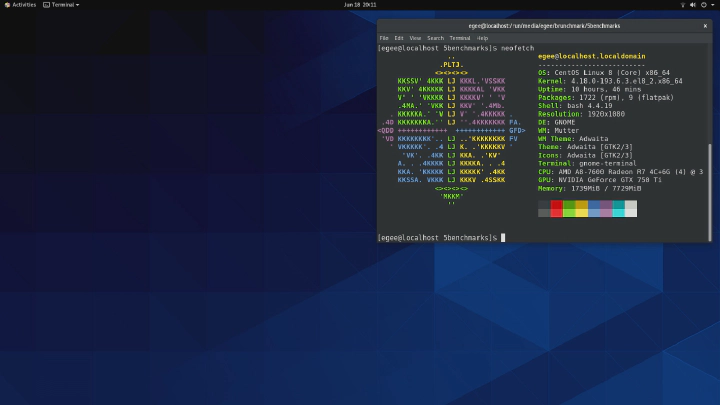 Activities Terminal Jun 18 20:11
egee@localhost:/run/media/egee/brunchmark/5benchmarks
File Edit View Search Terminal Help
[egee@localhost 5benchmarks]$ neofetch
egee@localhost.localdomain
--------------------------
OS: CentOS Linux 8 (Core) x86_64
Kernel: 4.18.0-193.6.3.el8_2.x86_64
Uptime: 10 hours, 46 mins
Packages: 1722 (rpm), 9 (flatpak)
Shell: bash 4.4.19
Resolution: 1920x1080
DE: GNOME
WM: Mutter
WM Theme: Adwaita
Theme: Adwaita [GTK2/3]
Icons: Adwaita [GTK2/3]
Terminal: gnome-terminal
CPU: AMD A8-7600 Radeon R7 4C+6G (4) @ 3
GPU: NVIDIA GeForce GTX 750 Ti
Memory: 1739MiB / 7729MiB
[egee@localhost 5benchmarks]$